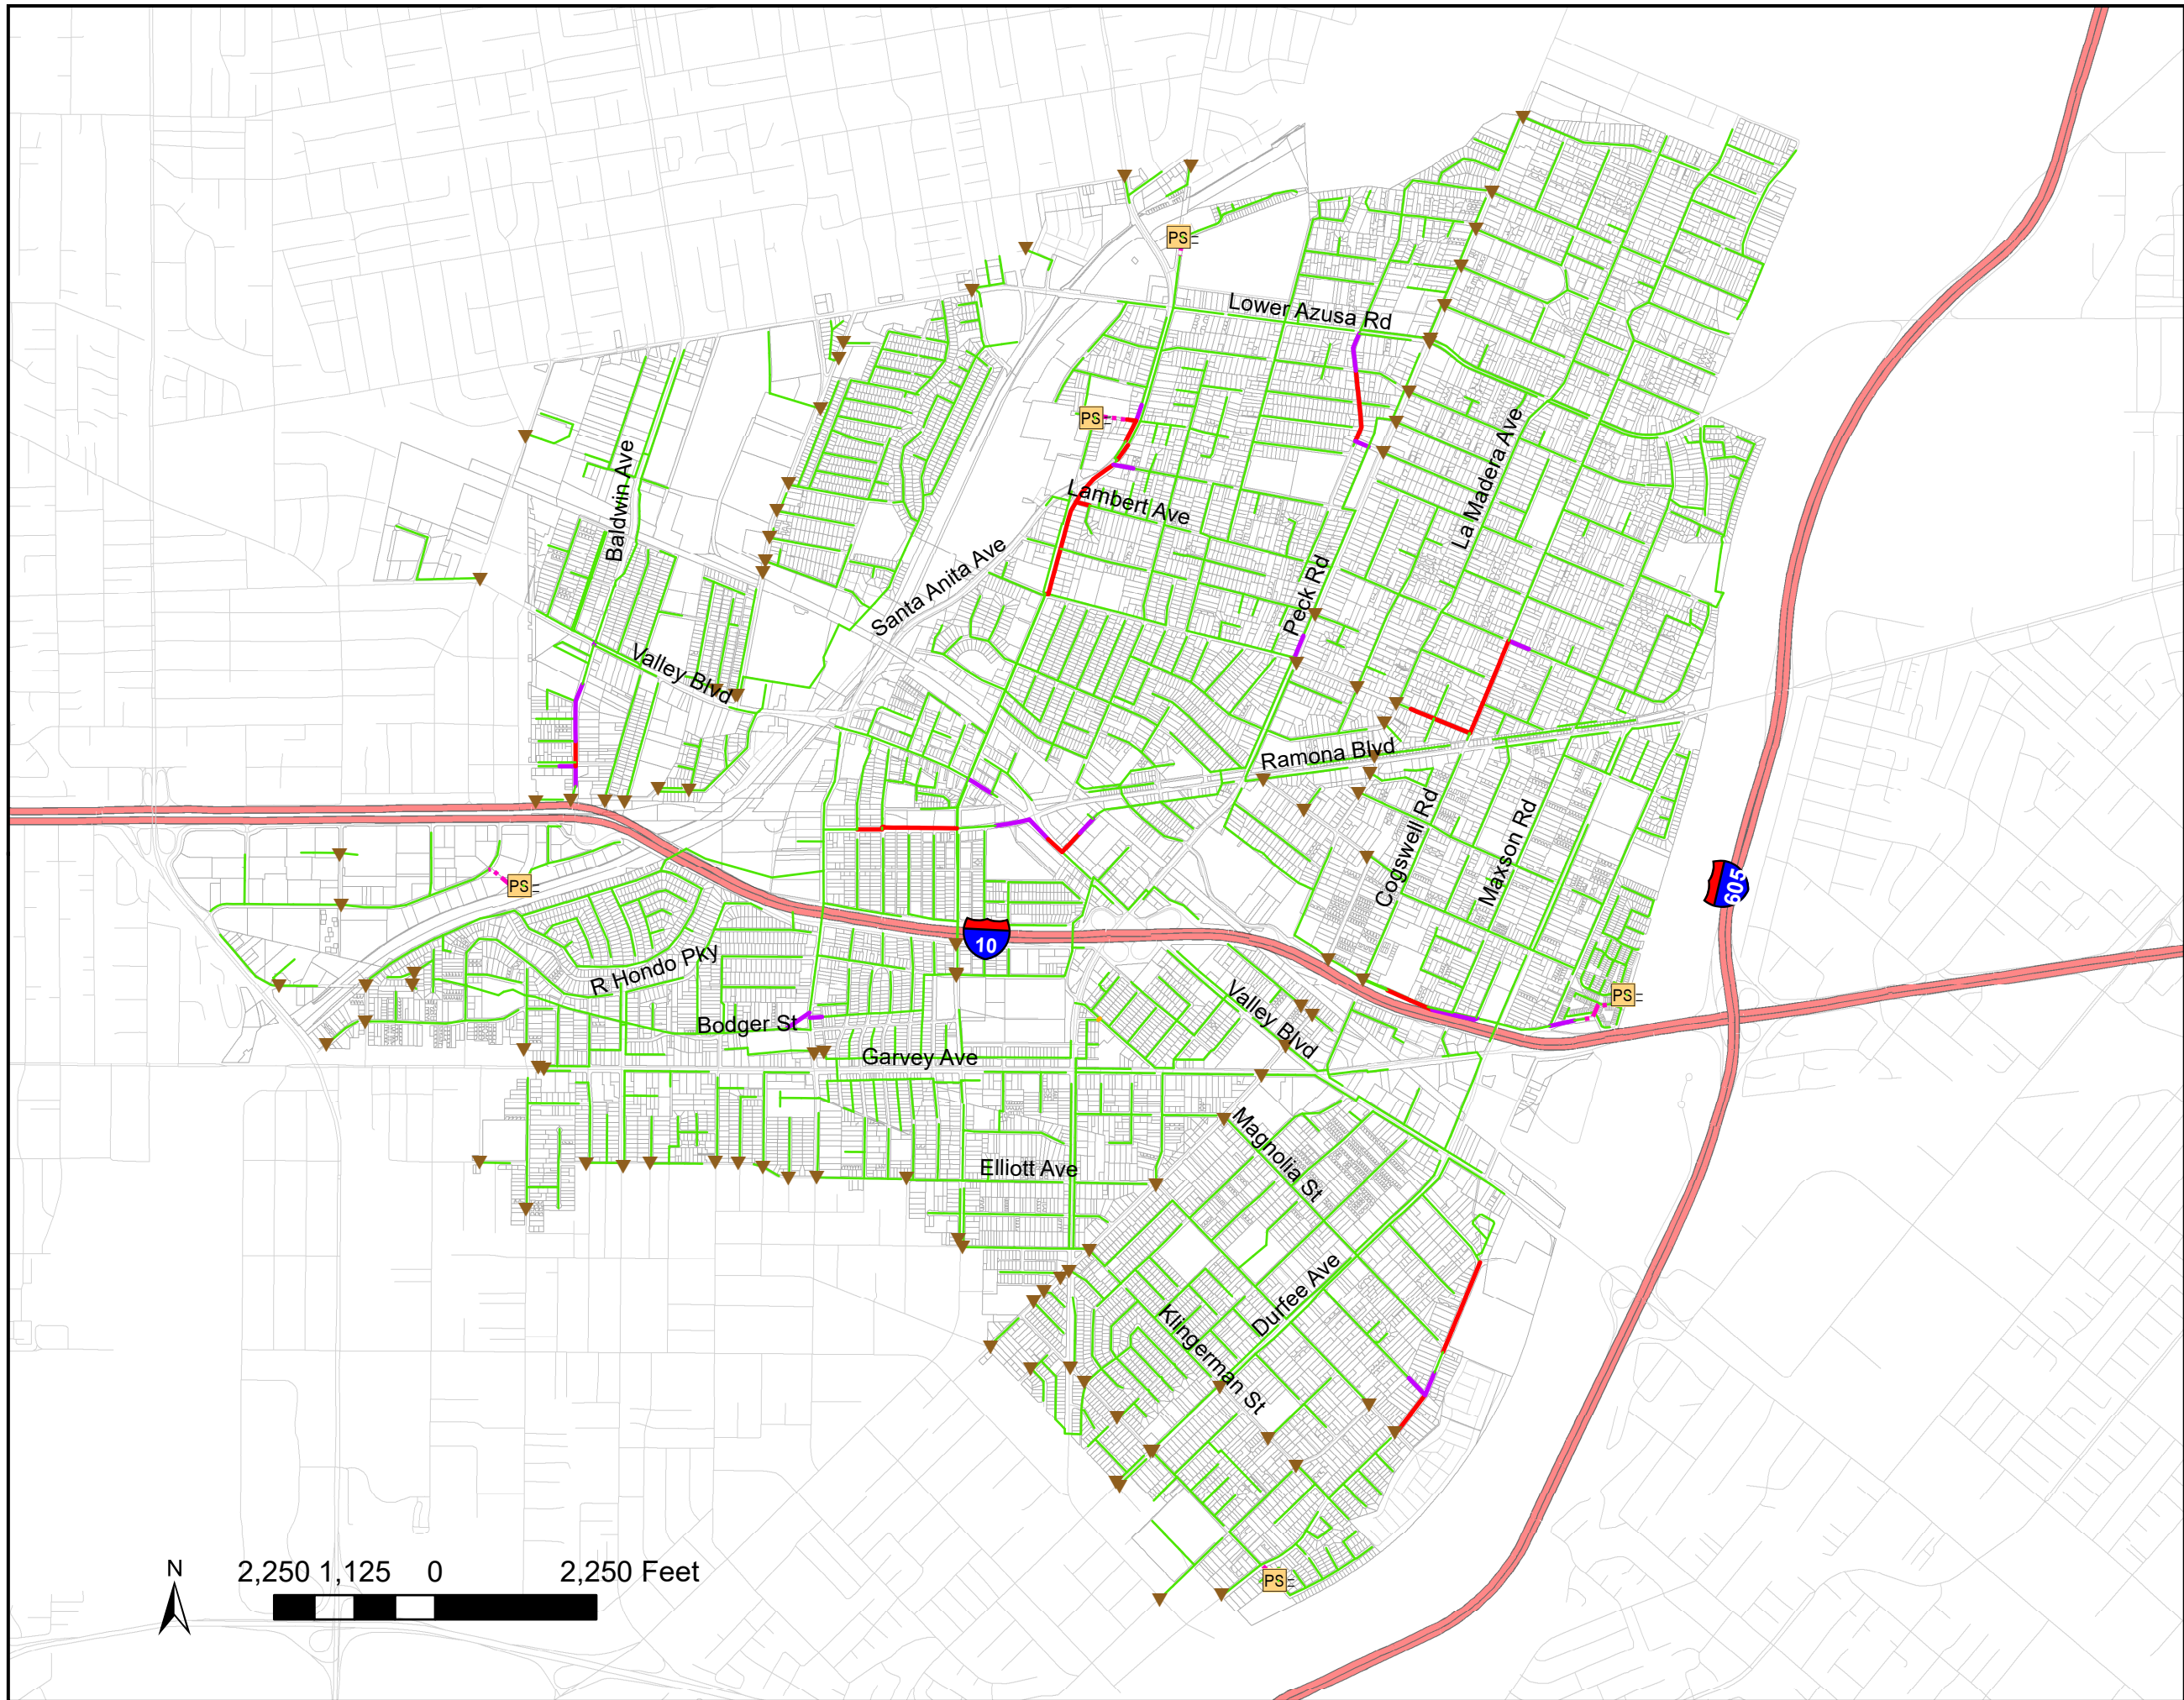 PS
Lower Azusa Rd
PS
Baldwin Ave
La Madera Ave
Lambert Ave
Santa Anita Ave
Peck Rd
Valley Blvd
Ramona Blvd
Cogswell Rd
Maxson Rd
PS
605
10
R Hondo Pky
PS
Valley Blvd
Bodger St
Garvey Ave
Magnolia St
Elliott Ave
Durfee Ave
Klingerman St
N
2,250 1,125 0 2,250 Feet
PS